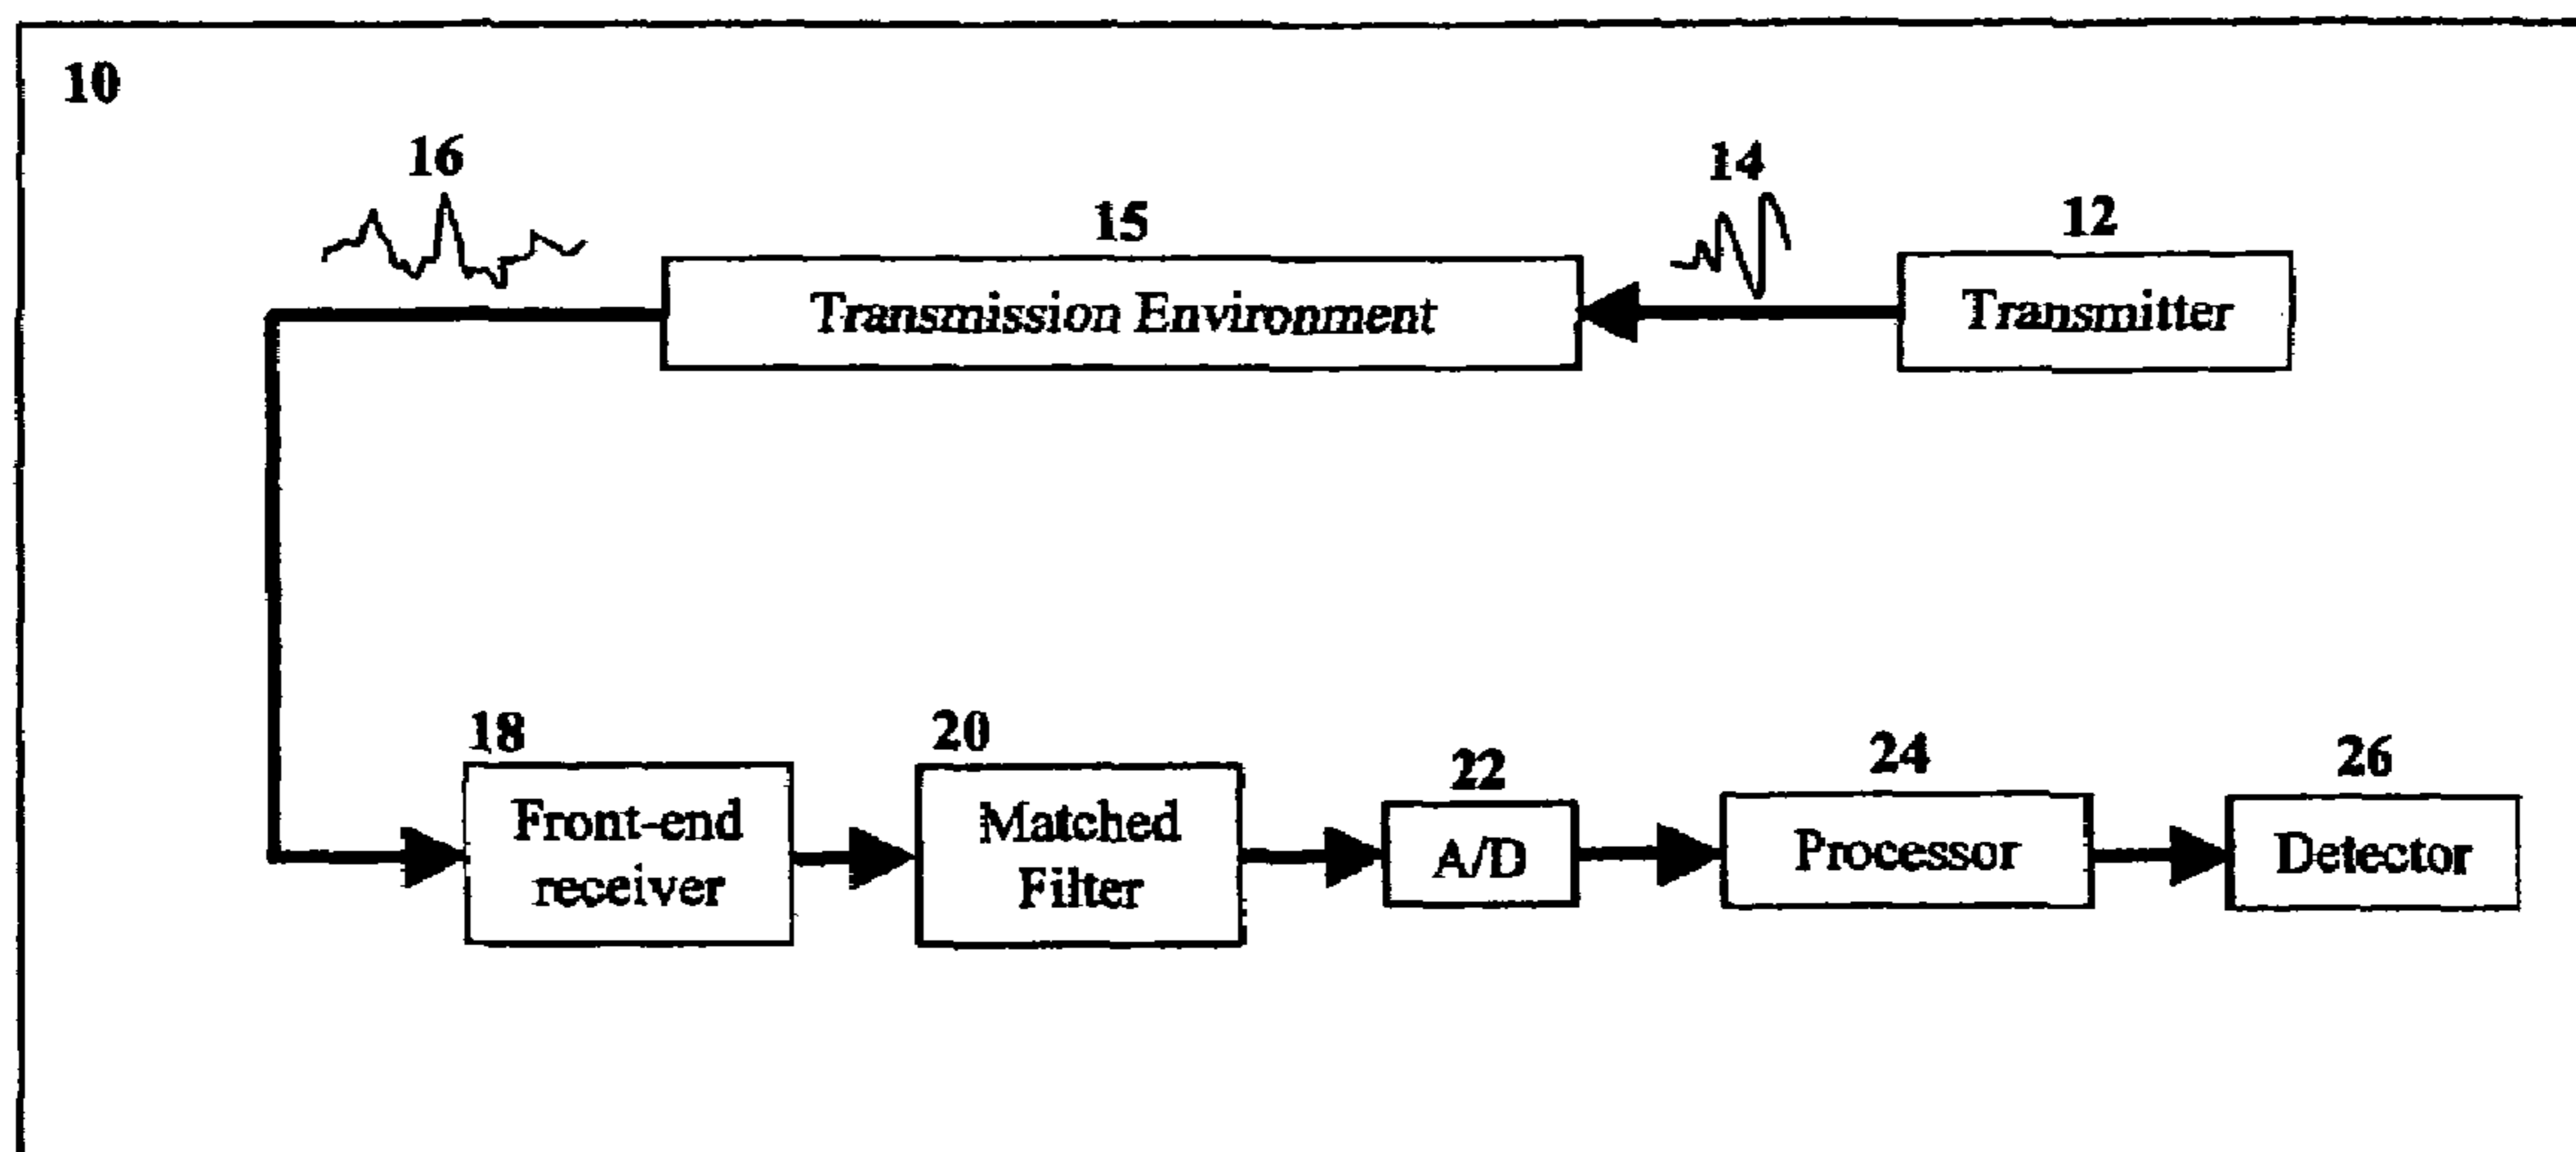 10
16
14
15
12
Transmission Environment
Transmitter
18
20
22
24
26
Front-end
receiver
Matched
Filter
A/D
Processor
Detector